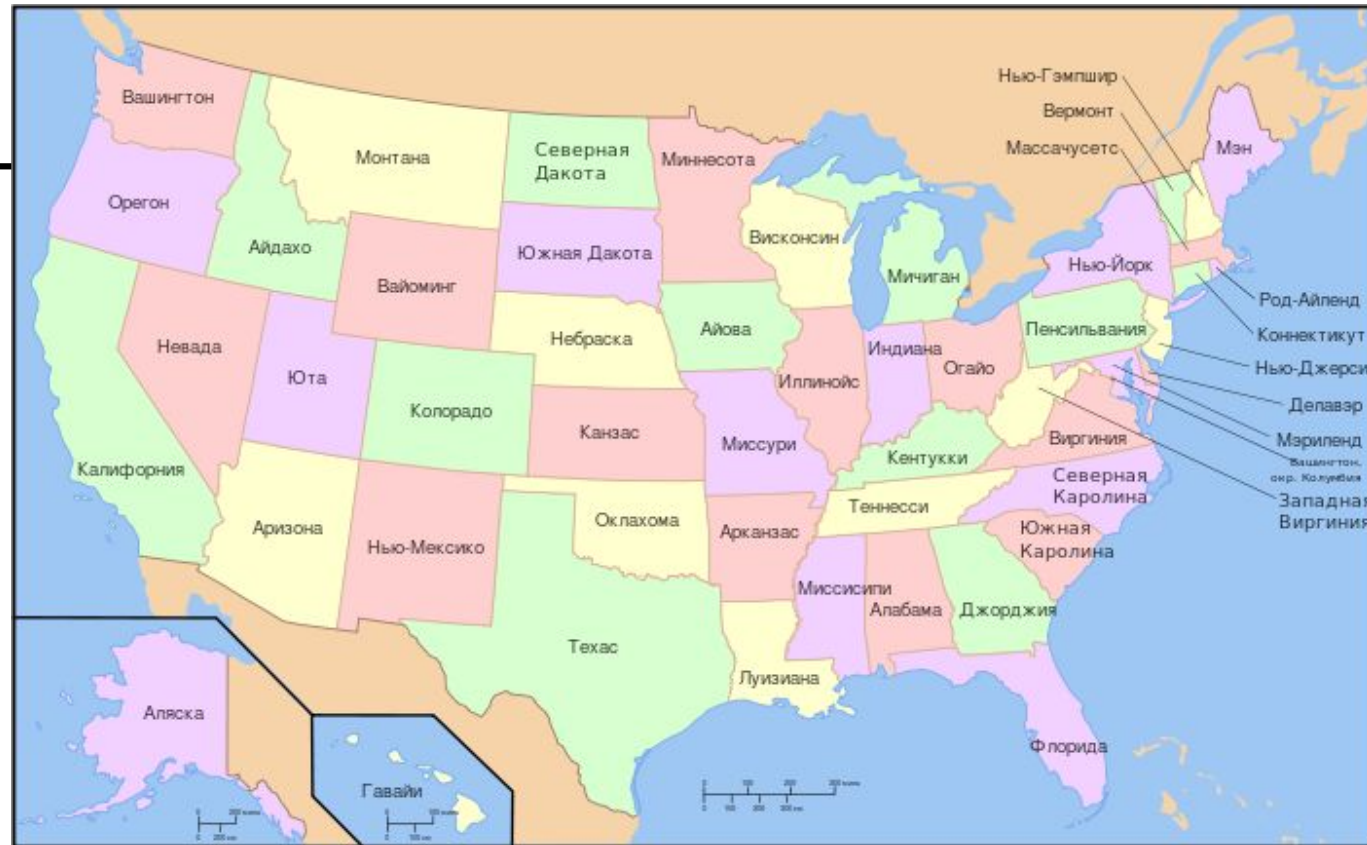 Нью-Гэмпшир
Вермонт
Массачусетс
Мэн
Вашингтон
Монтана
Северная
Дакота
Миннесота
Орегон
Айдахо
Вайоминг
Южная Дакота
Висконсин
Мичиган
Нью-Йорк
Род-Айленд
Коннектикут
Нью-Джерси
Делавэр
Мэриленд
Вашингтон,
окр. Колумбия
Западная
Виргиния
Невада
Юта
Колорадо
Небраска
Айова
Иллинойс
Индиана
Огайо
Пенсильвания
Калифорния
Канзас
Миссури
Кентукки
Виргиния
Аризона
Нью-Мексико
Оклахома
Арканзас
Теннесси
Северная
Каролина
Южная
Каролина
Техас
Луизиана
Миссисипи
Алабама
Джорджия
Флорида
Аляска
Гавайи